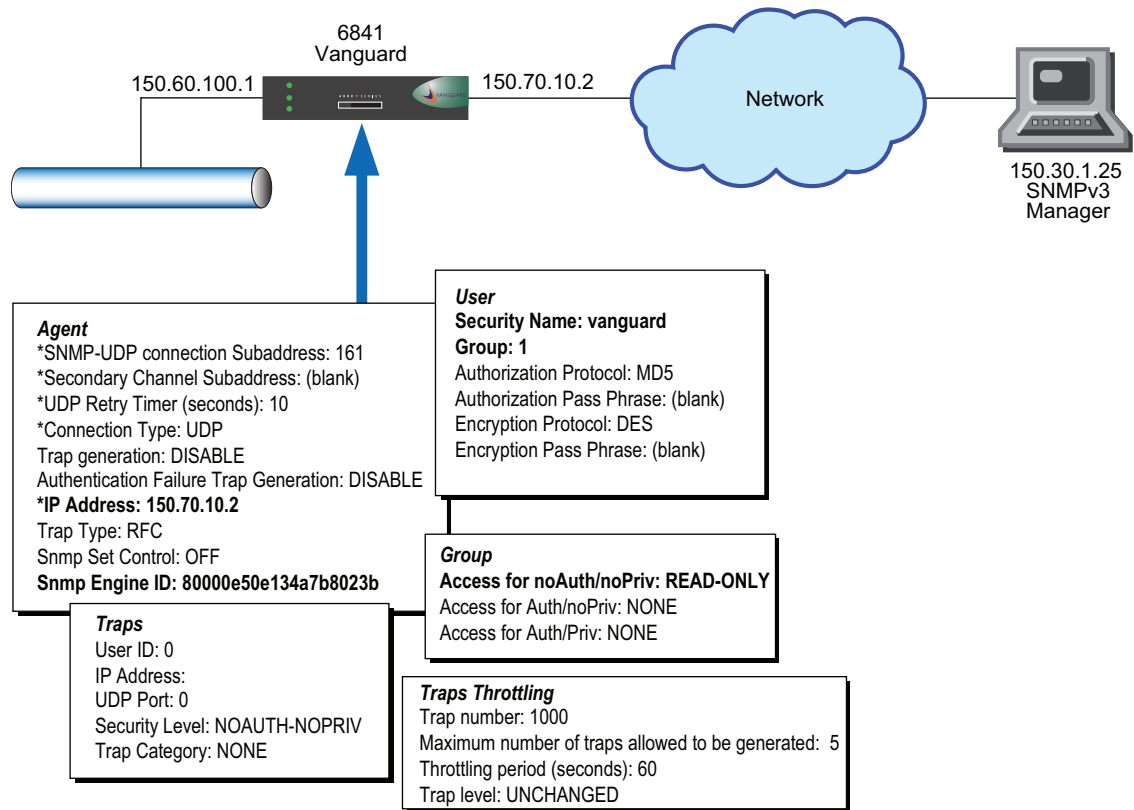 6841
Vanguard
150.60.100.1
150.70.10.2
VANGUARD
Network
150.30.1.25
SNMPv3
Manager
Agent
*SNMP-UDP connection Subaddress: 161
*Secondary Channel Subaddress: (blank)
*UDP Retry Timer (seconds): 10
*Connection Type: UDP
Trap generation: DISABLE
Authentication Failure Trap Generation: DISABLE
*IP Address: 150.70.10.2
Trap Type: RFC
Snmp Set Control: OFF
Snmp Engine ID: 80000e50e134a7b8023b
User
Security Name: vanguard
Group: 1
Authorization Protocol: MD5
Authorization Pass Phrase: (blank)
Encryption Protocol: DES
Encryption Pass Phrase: (blank)
Group
Access for noAuth/noPriv: READ-ONLY
Access for Auth/noPriv: NONE
Access for Auth/Priv: NONE
Traps
User ID: 0
IP Address:
UDP Port: 0
Security Level: NOAUTH-NOPRIV
Trap Category: NONE
Traps Throttling
Trap number: 1000
Maximum number of traps allowed to be generated: 5
Throttling period (seconds): 60
Trap level: UNCHANGED